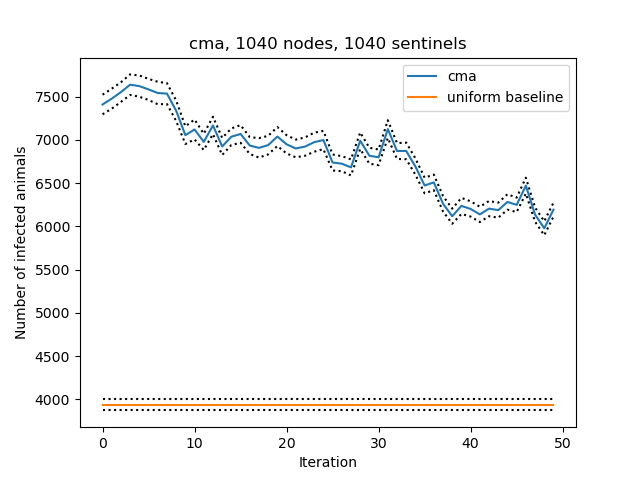 cma, 1040 nodes, 1040 sentinels
cma
uniform baseline
7500
7000
6500
6000
5500
5000
4500
4000
Number of infected animals
0 10 20 30 40 50
Iteration